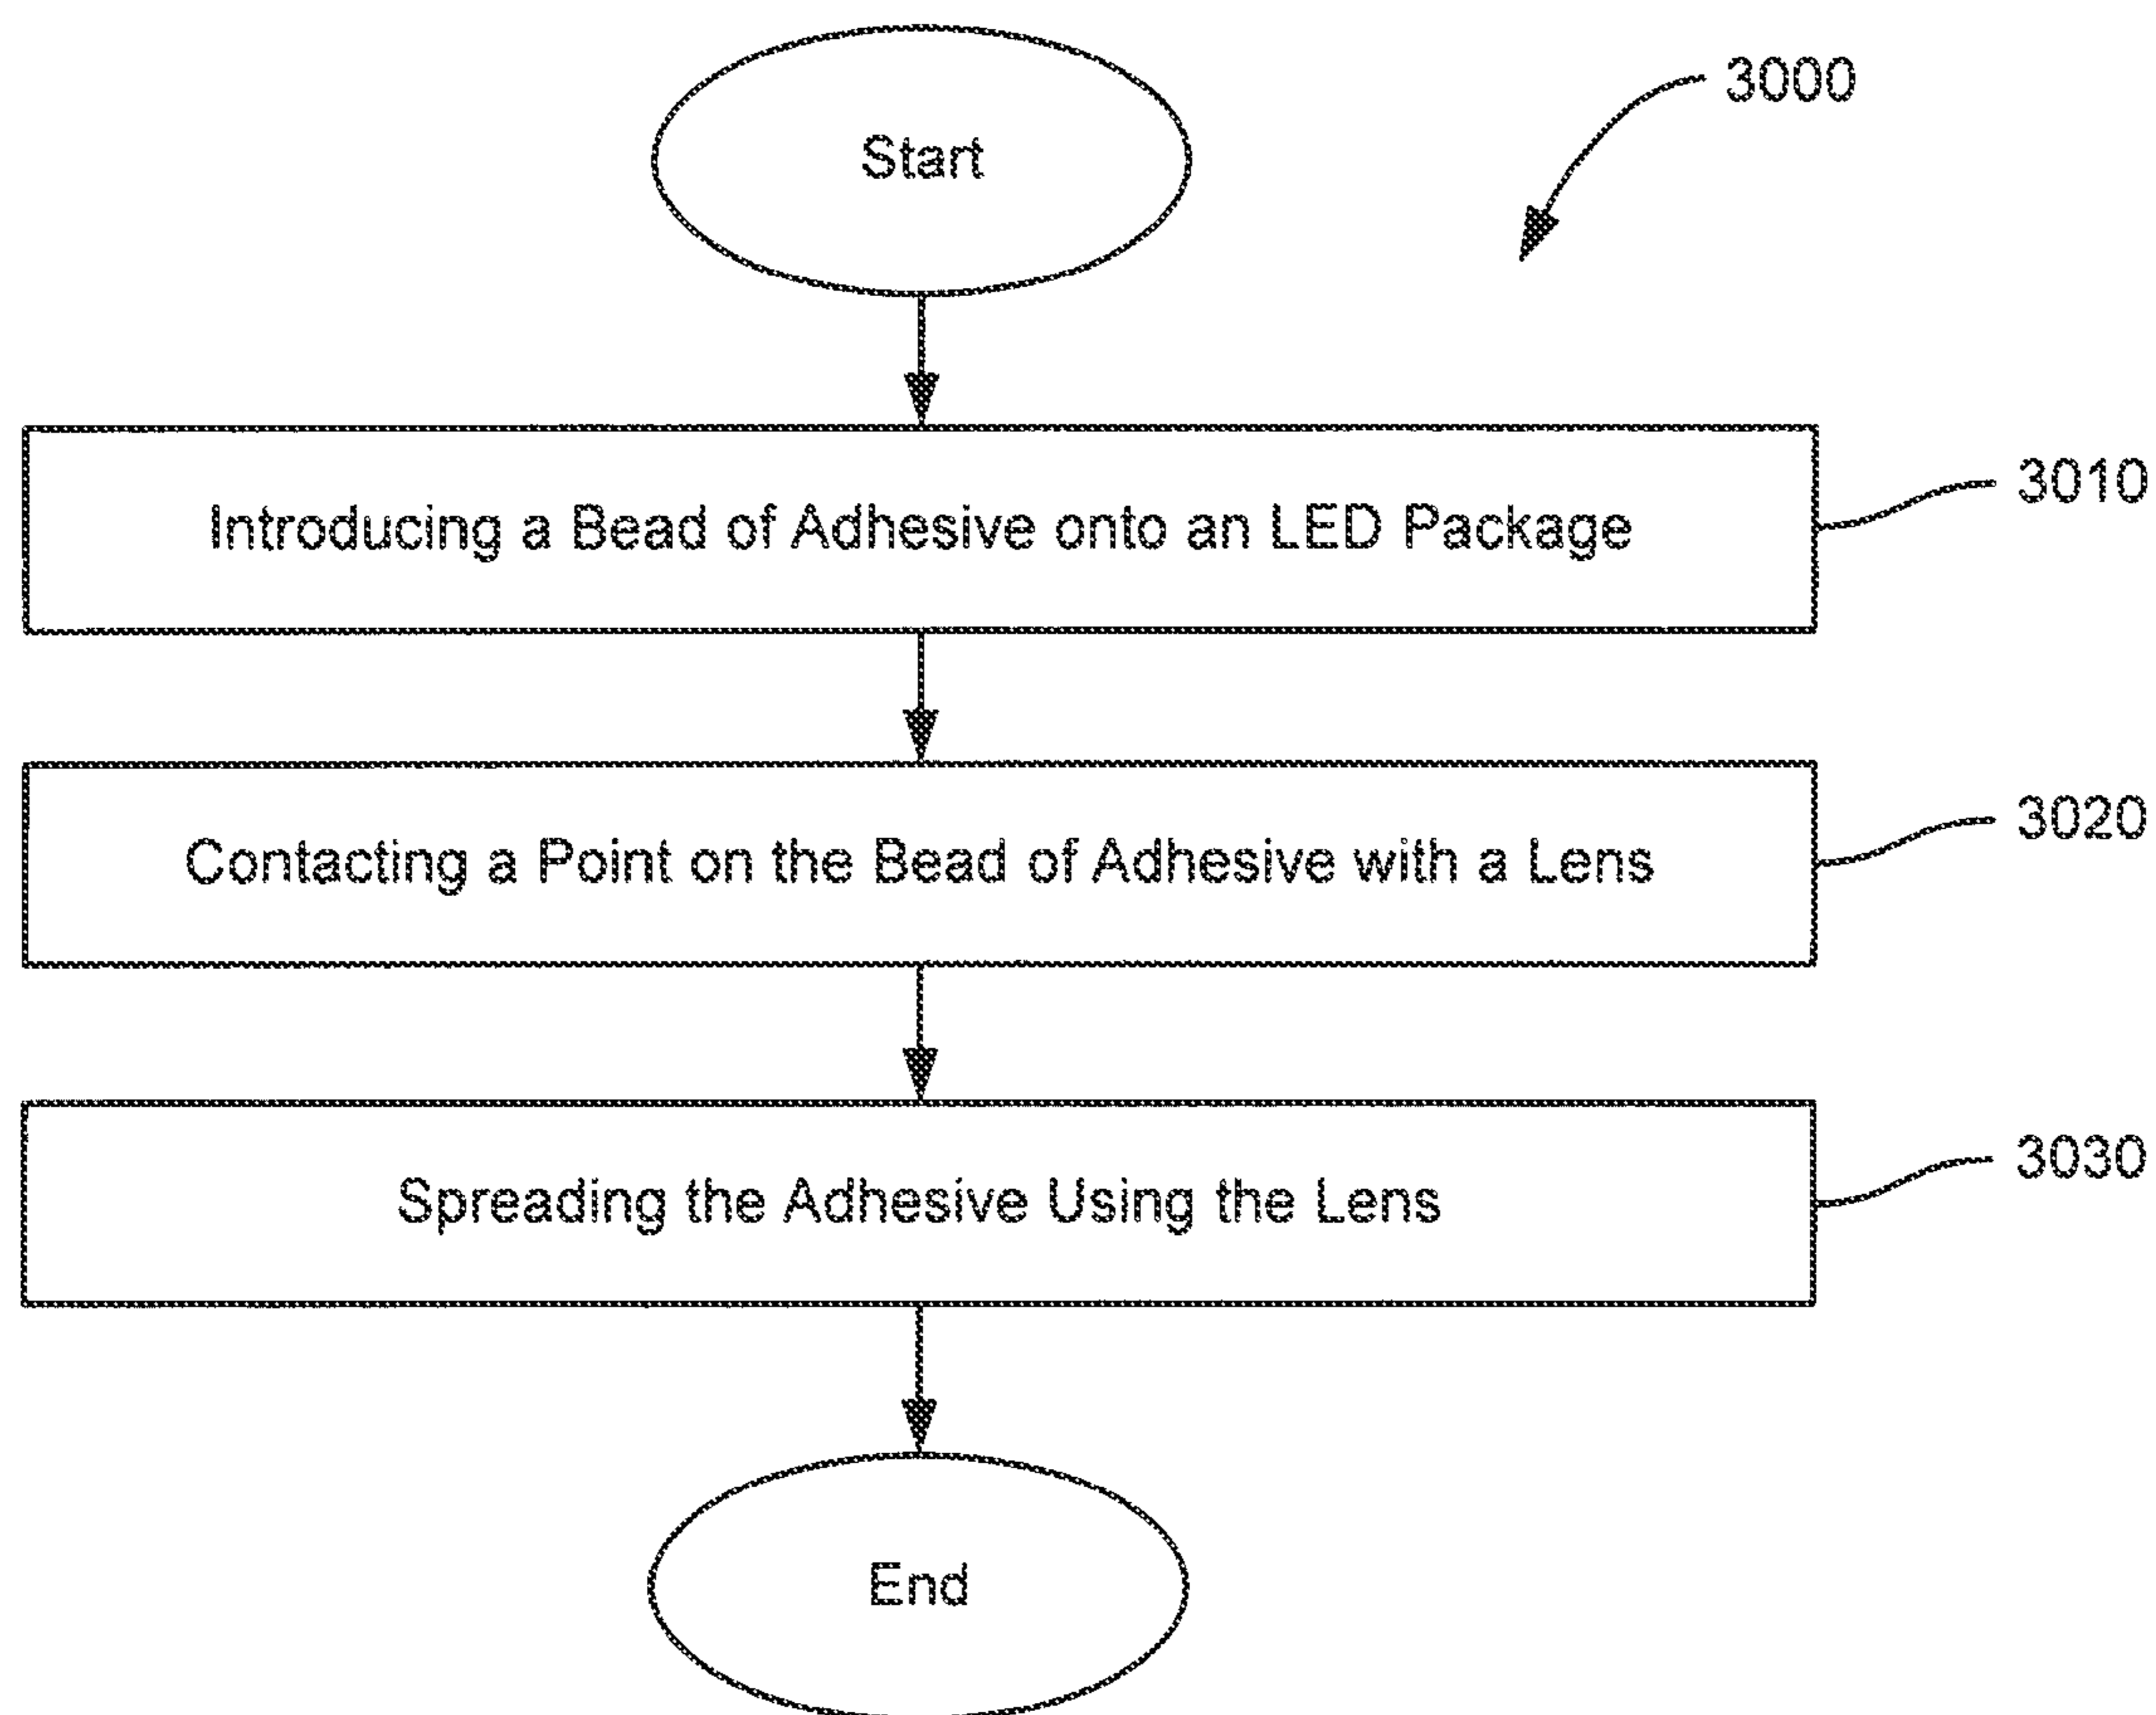 Start
3000
Introducing a Bead of Adhesive onto an LED Package
3010
Contacting a Point on the Bead of Adhesive with a Lens
3020
Spreading the Adhesive Using the Lens
3030
End